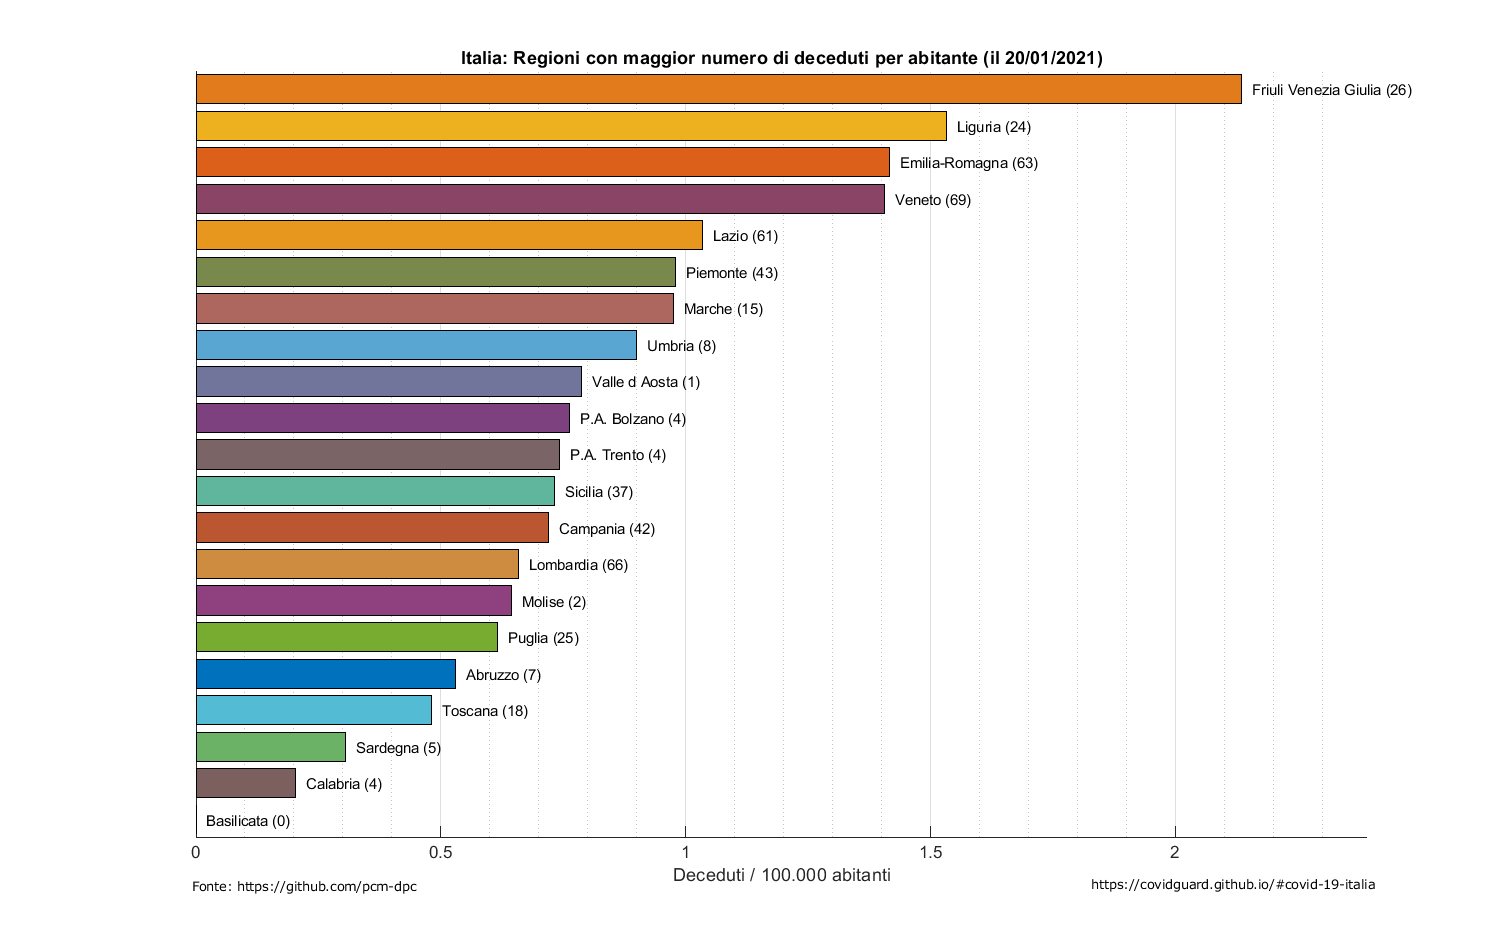 Italia: Regioni con maggior numero di deceduti per abitante (il 20/01/2021)
Friuli Venezia Giulia (26)
Liguria (24)
Emilia-Romagna (63)
Veneto (69)
Lazio (61)
Piemonte (43)
Marche (15)
Umbria (8)
Valle d Aosta (1)
P.A. Bolzano (4)
P.A. Trento (4)
Sicilia (37)
Campania (42)
Lombardia (66)
Molise (2)
Puglia (25)
Abruzzo (7)
Toscana (18)
Sardegna (5)
Calabria (4)
Basilicata (0)
0 0.5 1 1.5 2
Deceduti / 100.000 abitanti
Fonte: https://github.com/pcm-dpc
https://covidguard.github.io/#covid-19-italia